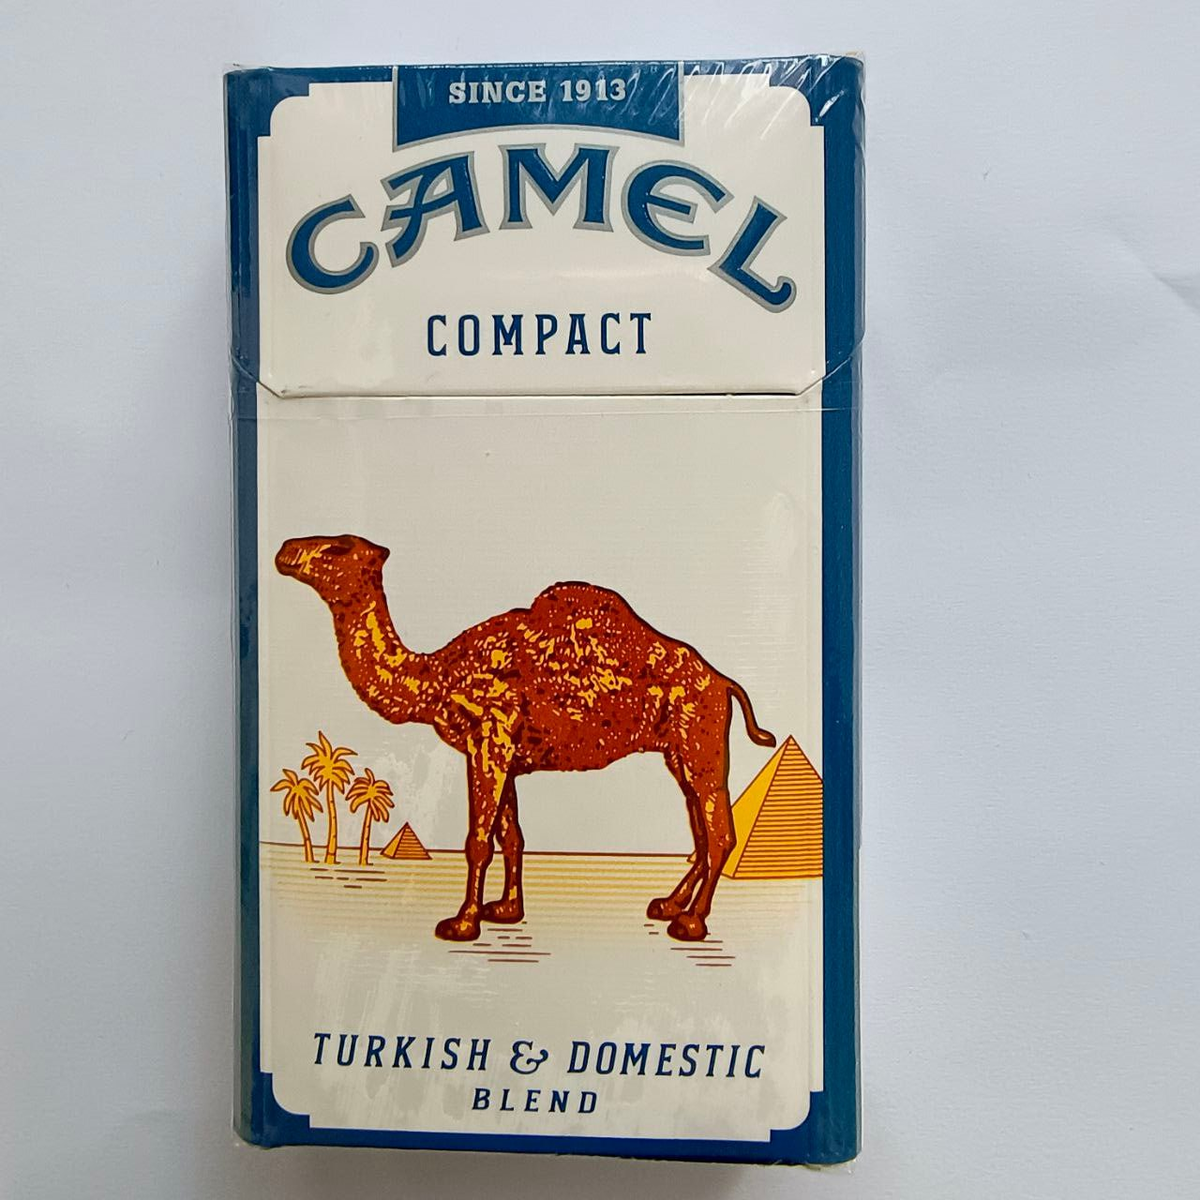 SINCE 1913
CAMEL
COMPACT
TURKISH & DOMESTIC
BLEND